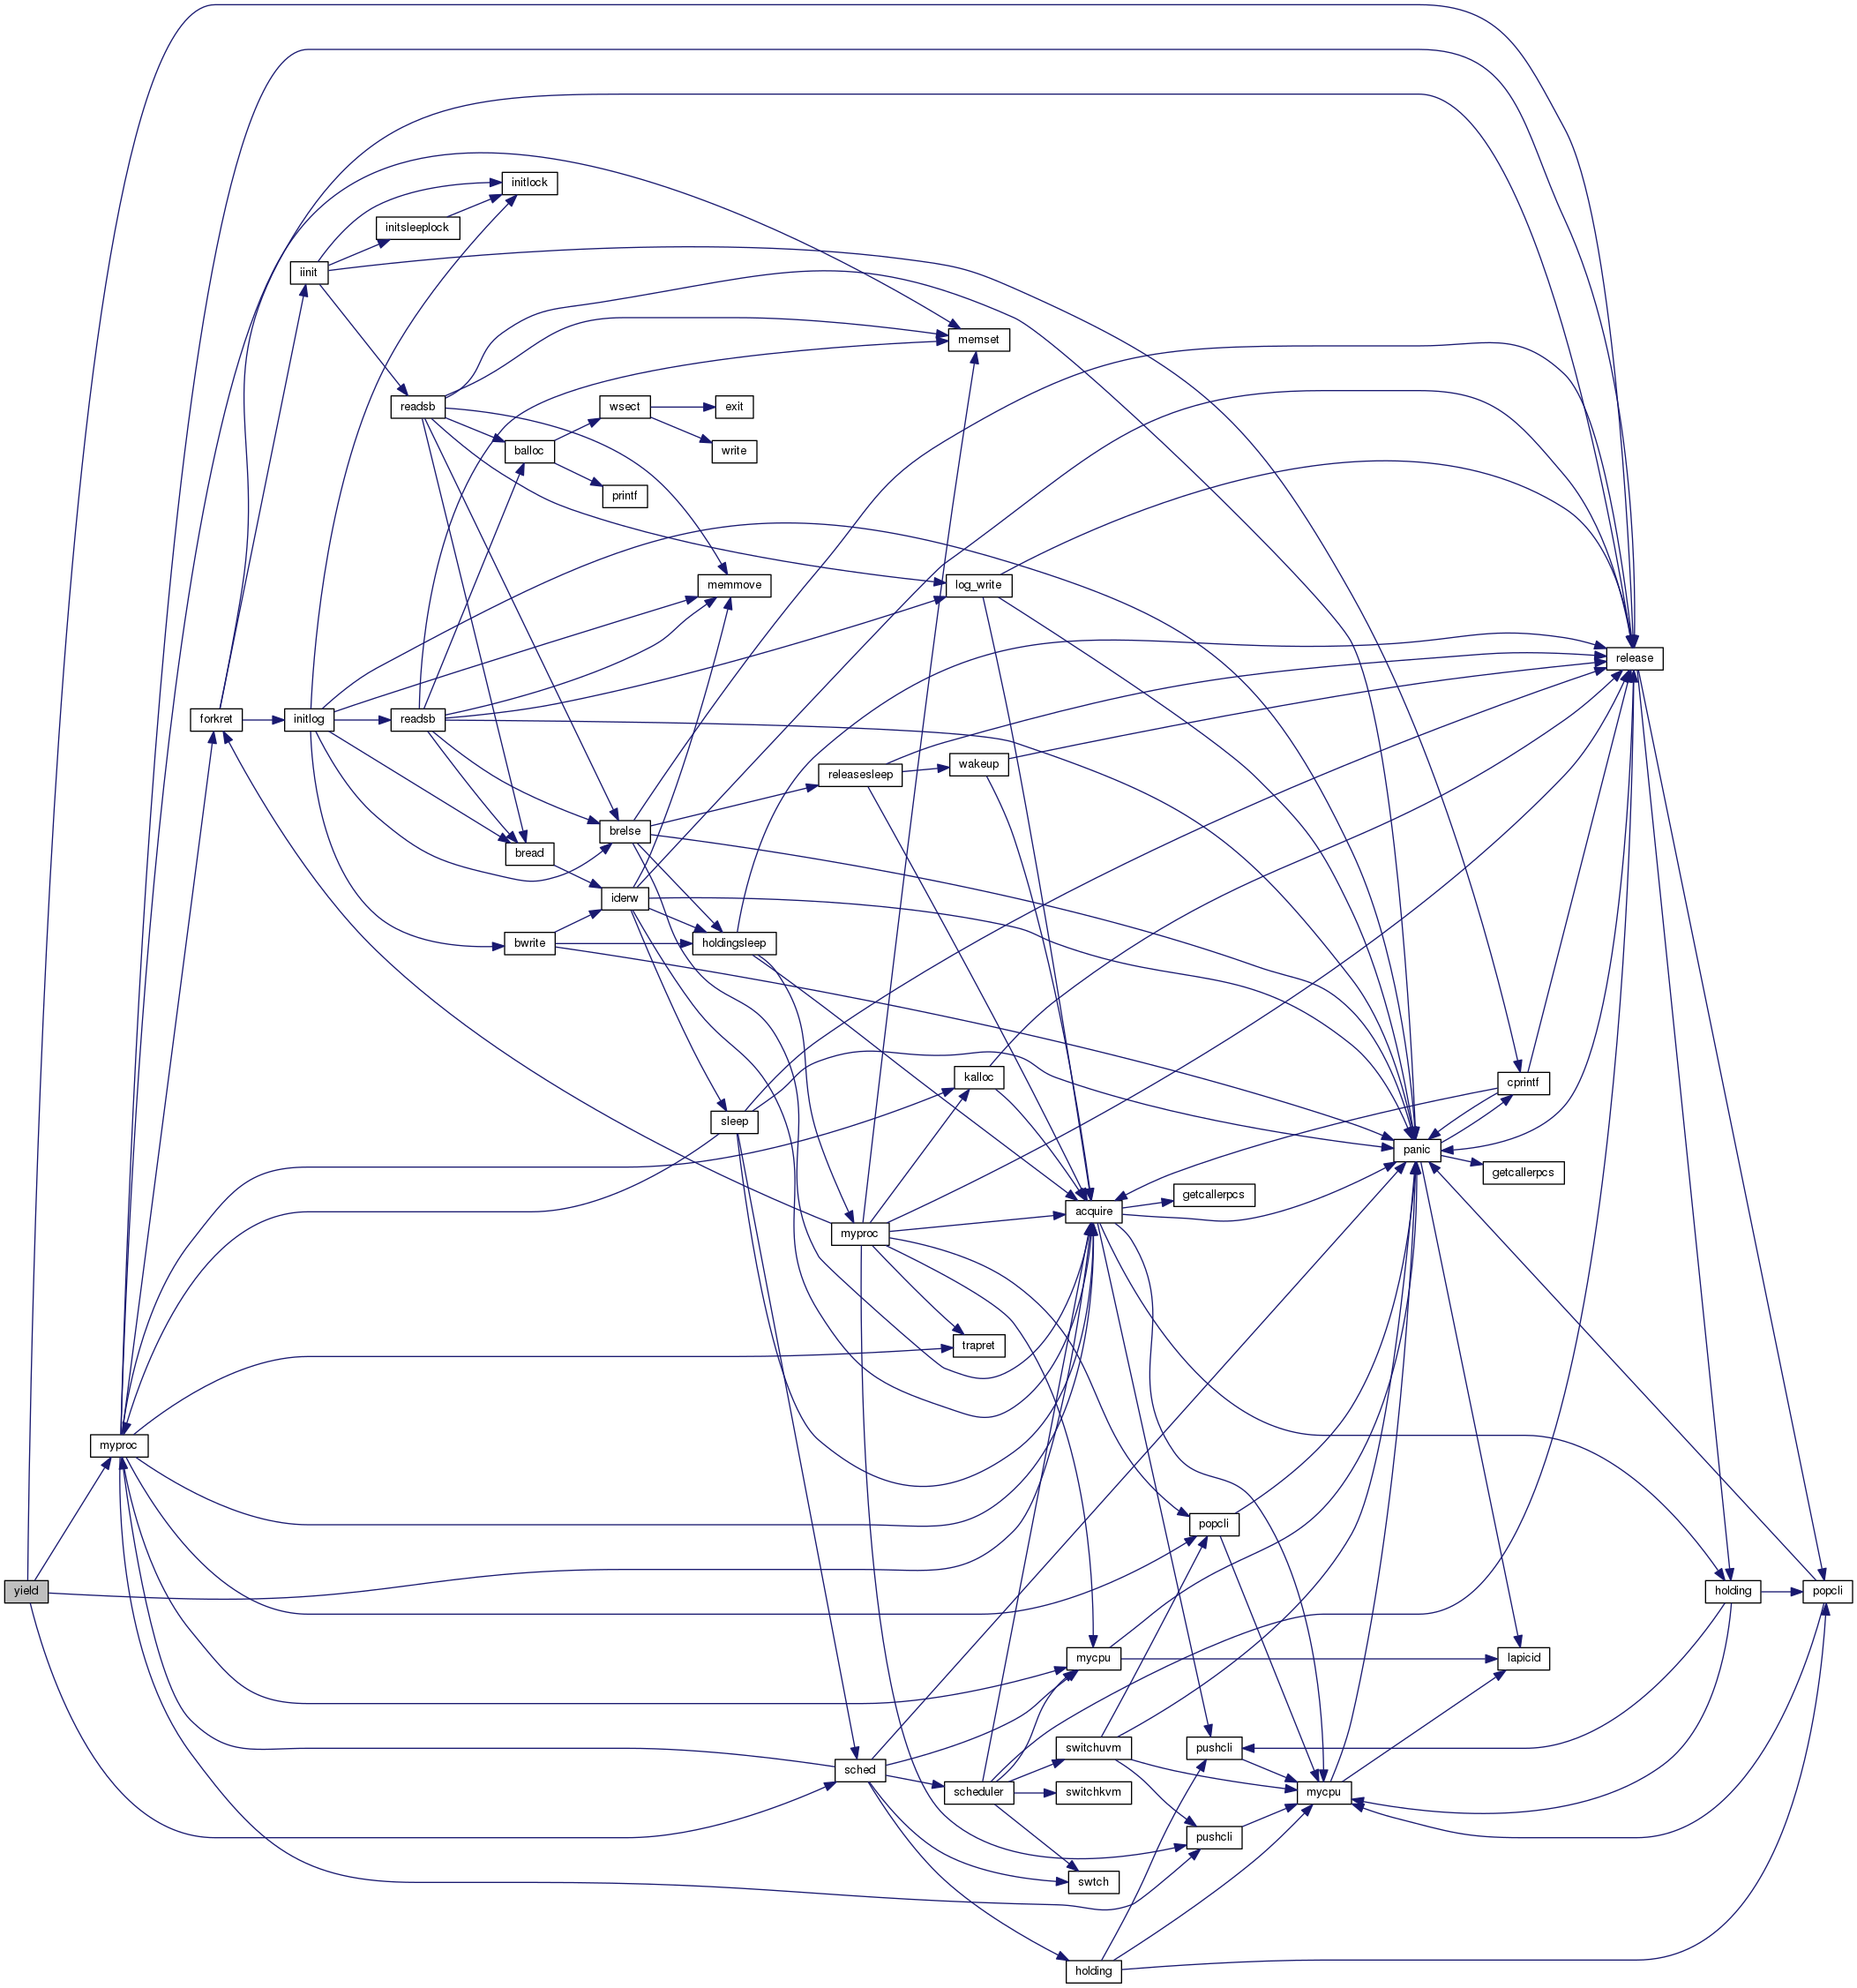 initlock
initsleeplock
iinit
memset
readsb
wsect
exit
balloc
write
printf
memmove
log_write
release
forkret
initlog
readsb
wakeup
releasesleep
brelse
bread
iderw
bwrite
holdingsleep
kalloc
cprintf
sleep
panic
getcallerpcs
getcallerpcs
acquire
myproc
trapret
myproc
popcli
yield
holding
popcli
mycpu
lapicid
switchuvm
pushcli
sched
scheduler
switchkvm
mycpu
pushcli
swtch
holding